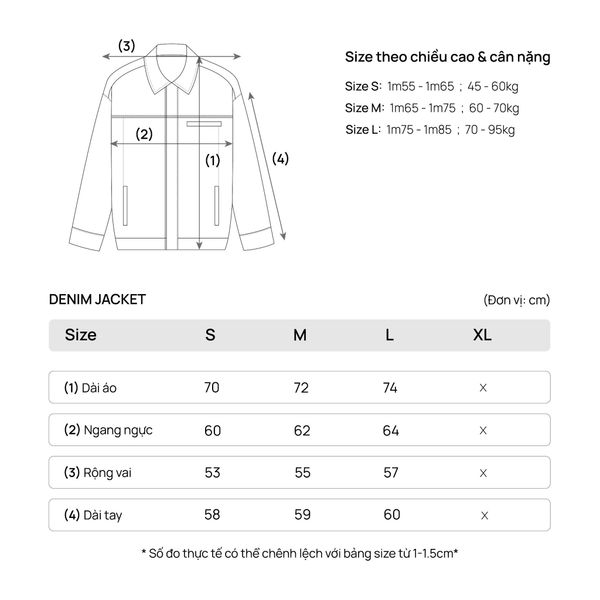 (3)
(2)
(1)
(4)
Size theo chiều cao & cân nặng
Size S: 1m55 - 1m65 ; 45 - 60kg
Size M: 1m65 - 1m75 ; 60 - 70kg
Size L: 1m75 - 1m85 ; 70 - 95kg
DENIM JACKET (Đơn vị: cm)
Size S M L XL
(1) Dài áo 70 72 74 X
(2) Ngang ngực 60 62 64 X
(3) Rộng vai 53 55 57 X
(4) Dài tay 58 59 60 X
* Số đo thực tế có thể chênh lệch với bảng size từ 1-1.5cm*